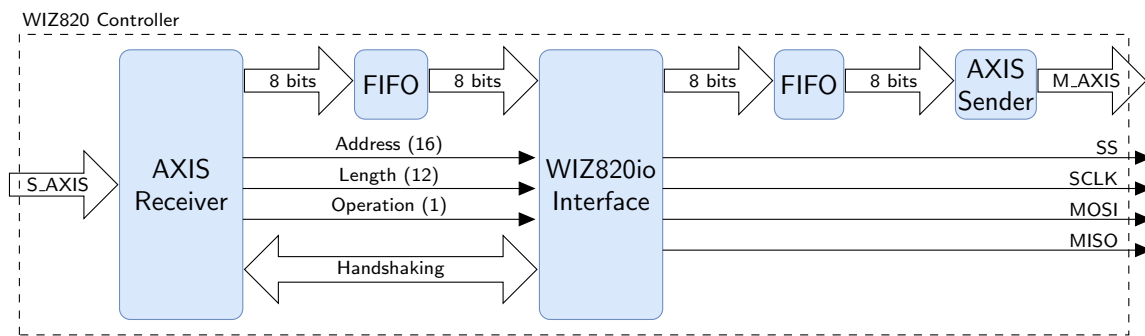 WIZ820 Controller
8 bits
FIFO
8 bits
8 bits
FIFO
8 bits
AXIS
Sender
M_AXIS
S_AXIS
AXIS
Receiver
Address (16)
Length (12)
Operation (1)
Handshaking
WIZ820io
Interface
SS
SCLK
MOSI
MISO